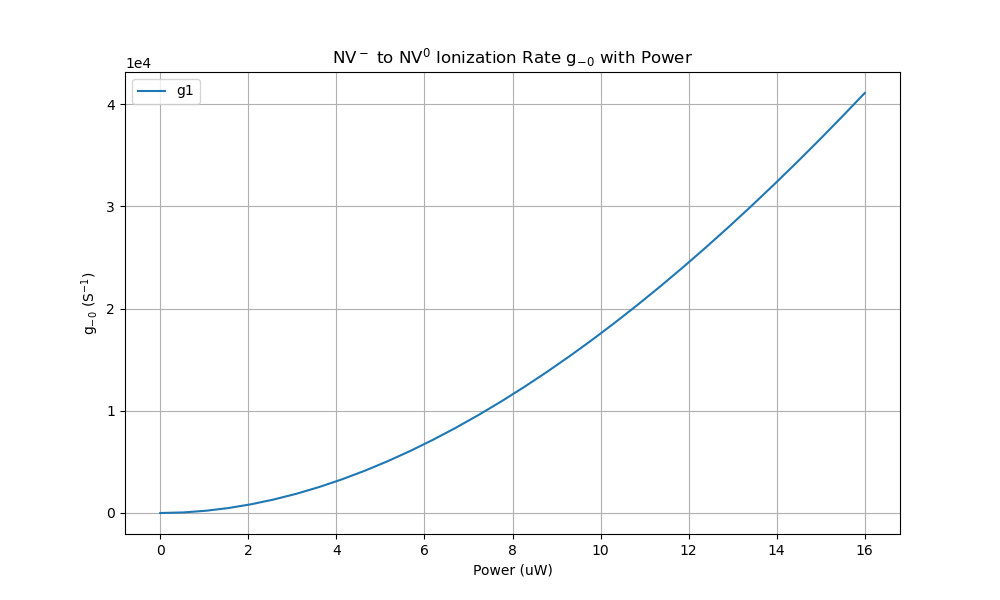 NV⁻ to NV⁰ Ionization Rate g₋₀ with Power
1e4
g1
4
3
2
1
0
g₋₀ (S⁻¹)
0 2 4 6 8 10 12 14 16
Power (uW)